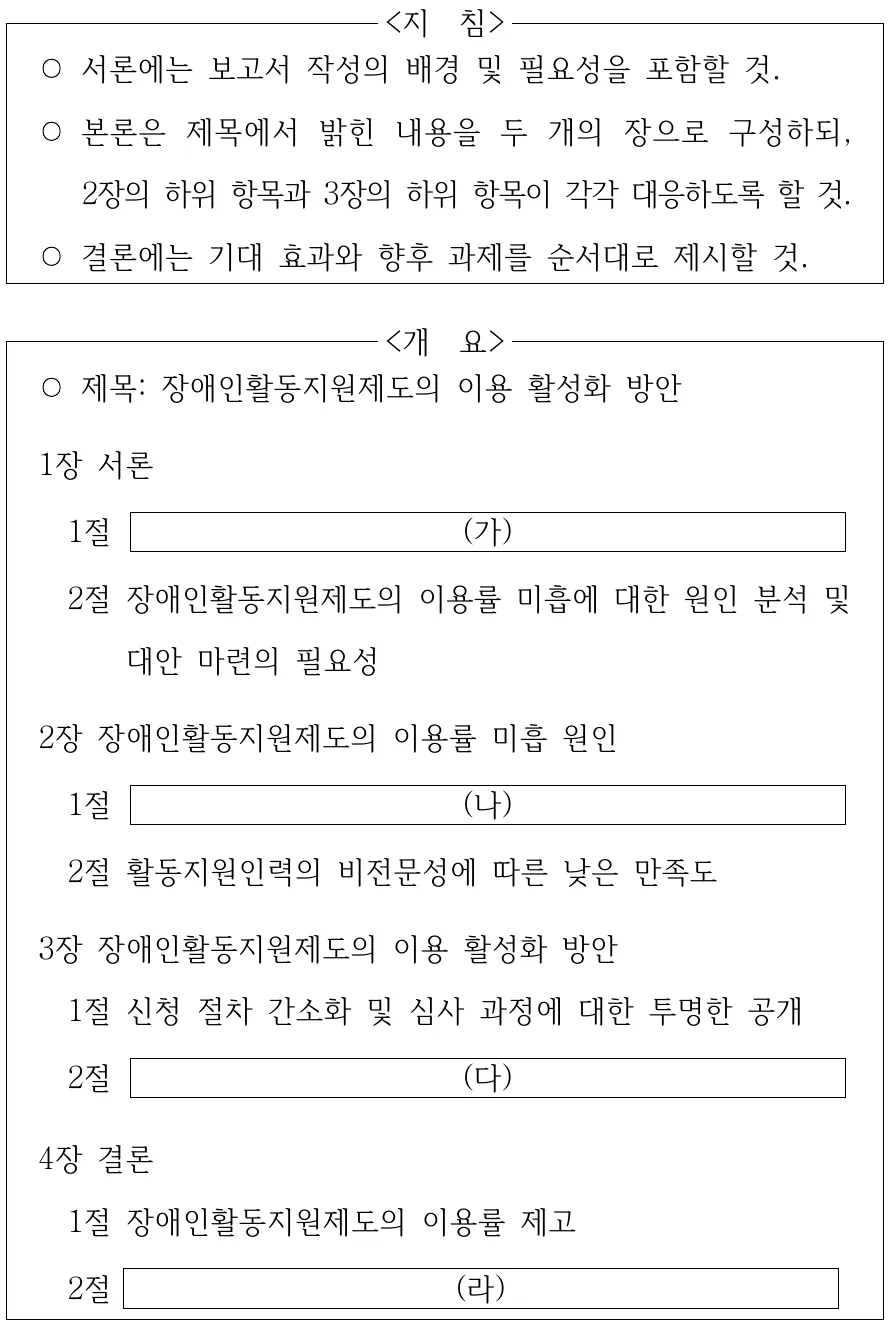 <지 침>
○ 서론에는 보고서 작성의 배경 및 필요성을 포함할 것.
○ 본론은 제목에서 밝힌 내용을 두 개의 장으로 구성하되,
2장의 하위 항목과 3장의 하위 항목이 각각 대응하도록 할 것.
○ 결론에는 기대 효과와 향후 과제를 순서대로 제시할 것.
<개 요>
○ 제목: 장애인활동지원제도의 이용 활성화 방안
1장 서론
1절 (가)
2절 장애인활동지원제도의 이용률 미흡에 대한 원인 분석 및
대안 마련의 필요성
2장 장애인활동지원제도의 이용률 미흡 원인
1절 (나)
2절 활동지원인력의 비전문성에 따른 낮은 만족도
3장 장애인활동지원제도의 이용 활성화 방안
1절 신청 절차 간소화 및 심사 과정에 대한 투명한 공개
2절 (다)
4장 결론
1절 장애인활동지원제도의 이용률 제고
2절 (라)